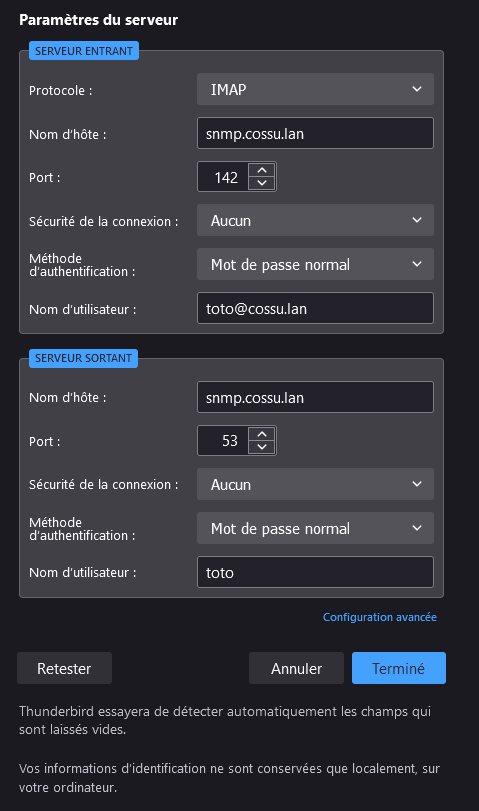 Paramètres du serveur
SERVEUR ENTRANT
Protocole :
IMAP
Nom d'hôte :
snmp.cossu.lan
Port :
142
Sécurité de la connexion :
Aucun
Méthode
d'authentification :
Mot de passe normal
Nom d'utilisateur :
toto@cossu.lan
SERVEUR SORTANT
Nom d'hôte :
snmp.cossu.lan
Port :
53
Sécurité de la connexion :
Aucun
Méthode
d'authentification :
Mot de passe normal
Nom d'utilisateur :
toto
Configuration avancée
Retester
Annuler
Terminé
Thunderbird essayera de détecter automatiquement les champs qui
sont laissés vides.
Vos informations d'identification ne sont conservées que localement, sur
votre ordinateur.